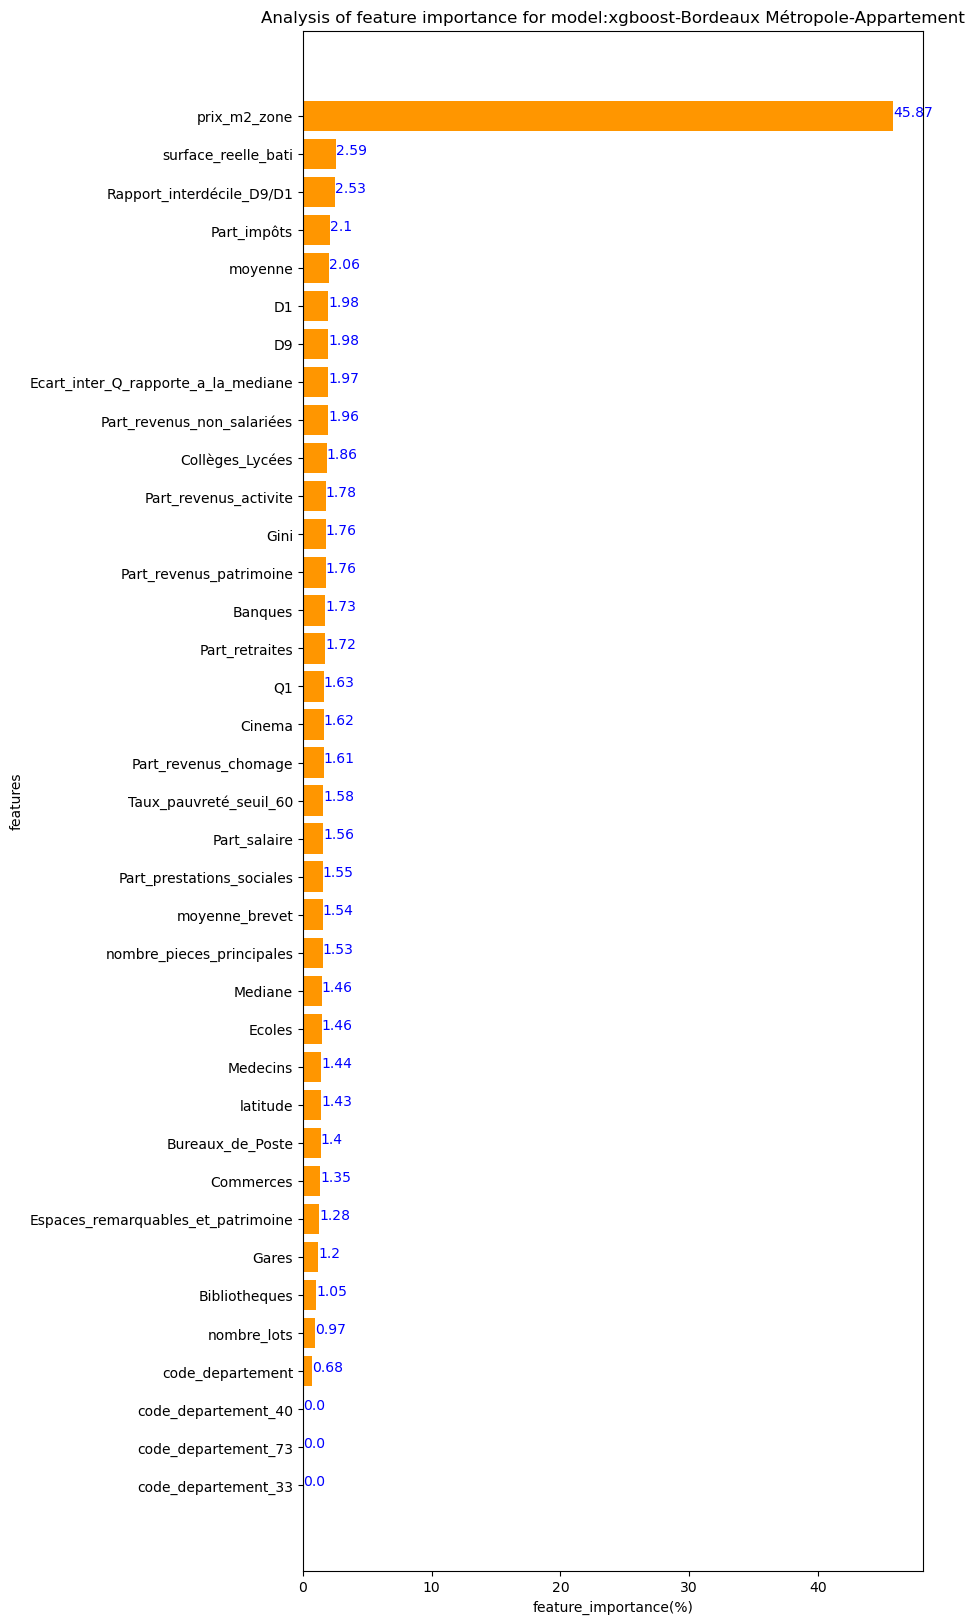 Analysis of feature importance for model:xgboost-Bordeaux Métropole-Appartement
prix_m2_zone 45.87
surface_reelle_bati 2.59
Rapport_interdécile_D9/D1 2.53
Part_impôts 2.1
moyenne 2.06
D1 1.98
D9 1.98
Ecart_inter_Q_rapporte_a_la_mediane 1.97
Part_revenus_non_salariées 1.96
Collèges_Lycées 1.86
Part_revenus_activite 1.78
Gini 1.76
Part_revenus_patrimoine 1.76
Banques 1.73
Part_retraites 1.72
Q1 1.63
Cinema 1.62
Part_revenus_chomage 1.61
Taux_pauvreté_seuil_60 1.58
Part_salaire 1.56
Part_prestations_sociales 1.55
moyenne_brevet 1.54
nombre_pieces_principales 1.53
Mediane 1.46
Ecoles 1.46
Medecins 1.44
latitude 1.43
Bureaux_de_Poste 1.4
Commerces 1.35
Espaces_remarquables_et_patrimoine 1.28
Gares 1.2
Bibliotheques 1.05
nombre_lots 0.97
code_departement 0.68
code_departement_40 0.0
code_departement_73 0.0
code_departement_33 0.0
features
0 10 20 30 40
feature_importance(%)